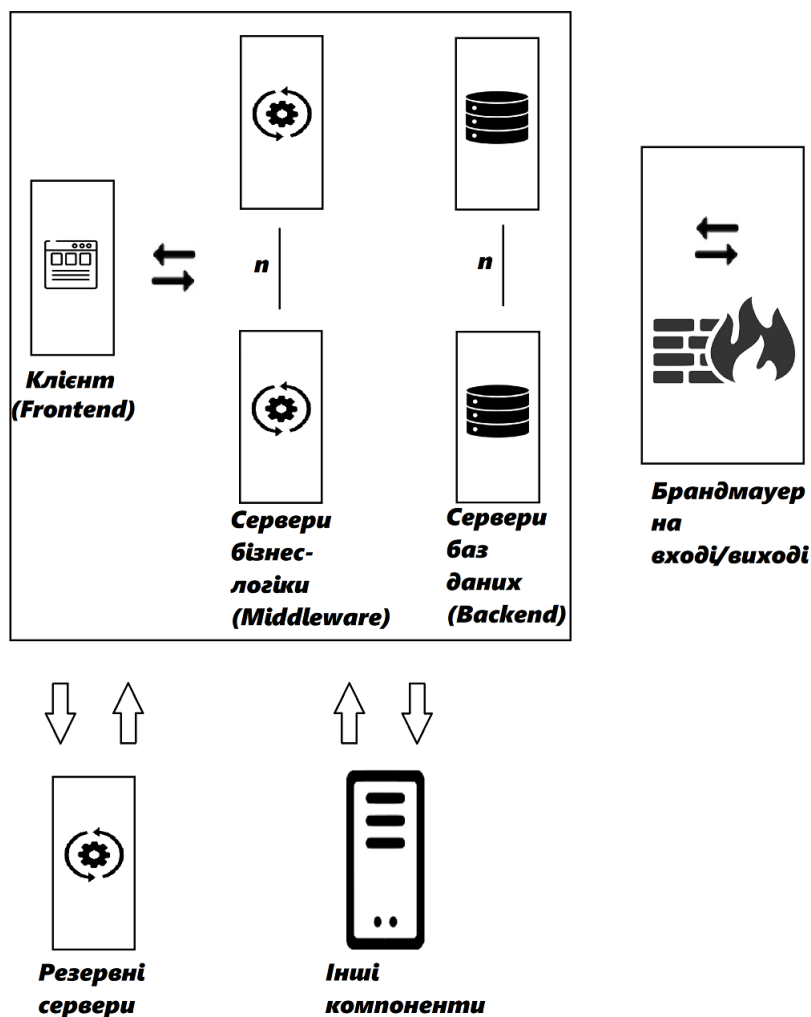 n
n
Клієнт
(Frontend)
Сервери
бізнес-
логіки
(Middleware)
Сервери
баз
даних
(Backend)
Брандмауер
на
вході/виході
Резервні
сервери
Інші
компоненти